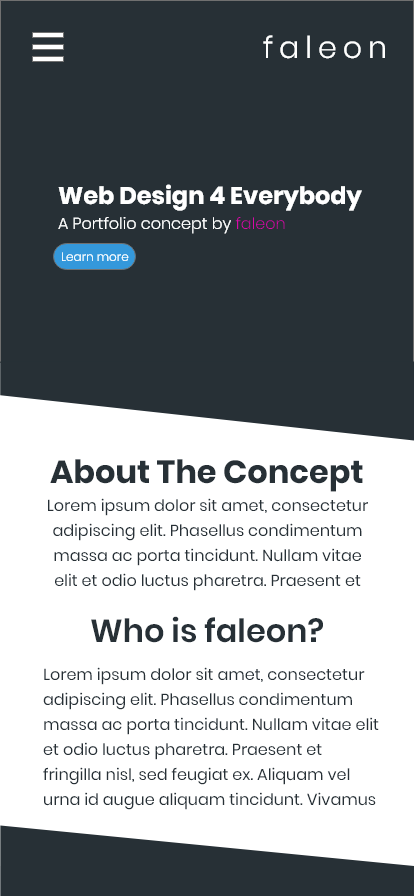 faleon
Web Design 4 Everybody
A Portfolio concept by faleon
Learn more
About The Concept
Lorem ipsum dolor sit amet, consectetur
adipiscing elit. Phasellus condimentum
massa ac porta tincidunt. Nullam vitae
elit et odio luctus pharetra. Praesent et
Who is faleon?
Lorem ipsum dolor sit amet, consectetur
adipiscing elit. Phasellus condimentum
massa ac porta tincidunt. Nullam vitae elit
et odio luctus pharetra. Praesent et
fringilla nisl, sed feugiat ex. Aliquam vel
urna id augue aliquam tincidunt. Vivamus